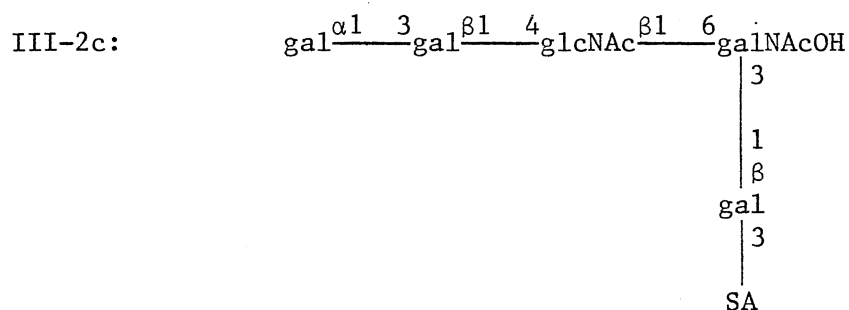 III-2c: gal α1 3 gal β1 4 glcNAc β1 6 galNAcOH
3
1
β
gal
3
SA